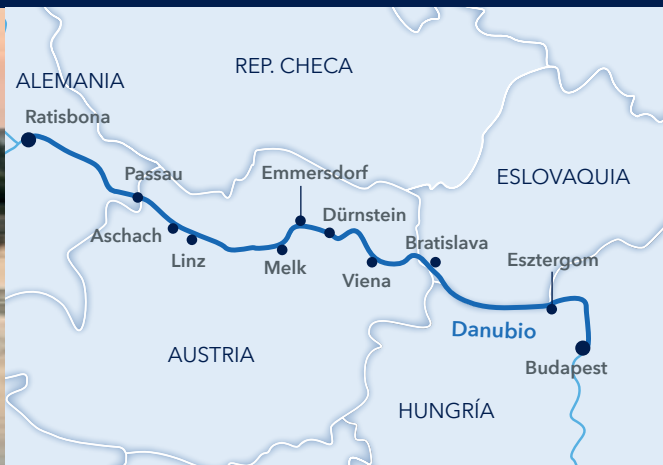 REP. CHECA
ALEMANIA
Ratisbona
Passau
Emmersdorf
ESLOVAQUIA
Dürnstein
Aschach
Linz
Melk
Viena
Bratislava
Esztergom
Danubio
AUSTRIA
Budapest
HUNGRÍA